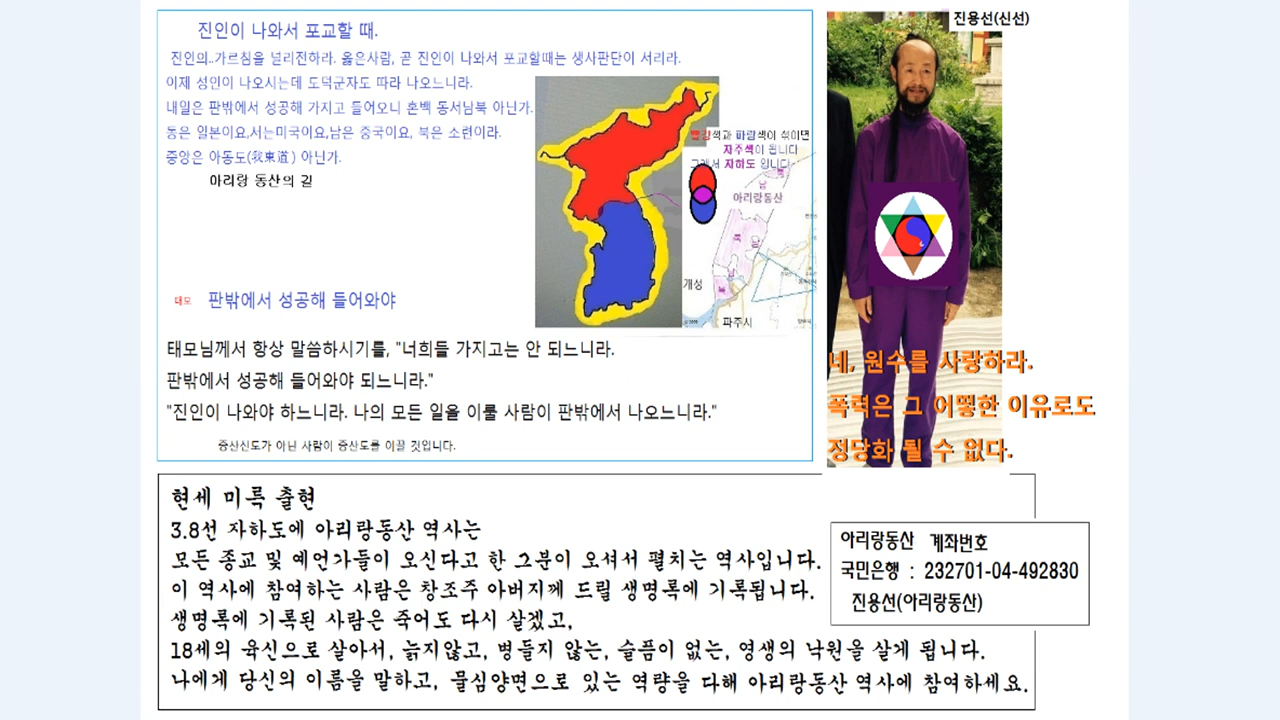 진인이 나와서 포교할 때.
진인의..가르침을 널리전하라. 옳은사람, 곧 진인이 나와서 포교할때는 생사판단이 서리라.
이제 성인이 나오시는데 도덕군자도 따라 나오느니라.
내일은 판밖에서 성공해 가지고 들어오니 혼백 동서남북 아닌가.
동은 일본이요,서는미국이요,남은 중국이요, 북은 소련이라.
중앙은 아동도(我東道) 아닌가.
아리랑 동산의 길
빨강색과 파랑색이 섞이면
자주색이 됩니다
그래서 자하도 입니다.
북
남
아리랑동산
북
남
남
북
개성
파주시
태모 판밖에서 성공해 들어와야
태모님께서 항상 말씀하시기를, "너희들 가지고는 안 되느니라.
판밖에서 성공해 들어와야 되느니라."
"진인이 나와야 하느니라. 나의 모든 일을 이룰 사람이 판밖에서 나오느니라."
증산신도가 아닌 사람이 증산도를 이끌 것입니다.
진용선(신선)
네, 원수를 사랑하라.
폭력은 그 어떻한 이유로도
정당화 될 수 없다.
현세 미륵 출현
3.8선 자하도에 아리랑동산 역사는
모든 종교 및 예언가들이 오신다고 한 그분이 오셔서 펼치는 역사입니다.
이 역사에 참여하는 사람은 창조주 아버지께 드릴 생명록에 기록됩니다.
생명록에 기록된 사람은 죽어도 다시 살겠고,
18세의 육신으로 살아서, 늙지않고, 병들지 않는, 슬픔이 없는, 영생의 낙원을 살게 됩니다.
나에게 당신의 이름을 말하고, 물심양면으로 있는 역량을 다해 아리랑동산 역사에 참여하세요.
아리랑동산 계좌번호
국민은행 : 232701-04-492830
진용선(아리랑동산)